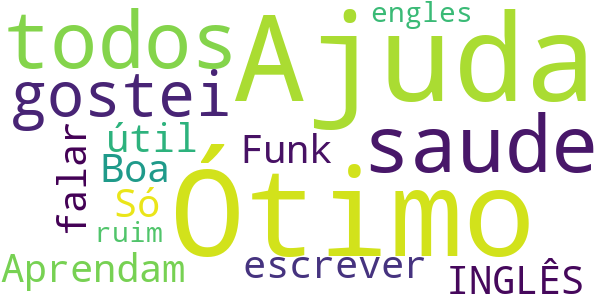 engles
todos
Ajuda
gostei
saude
útil
falar
Funk
Boa
Ótimo
Só
ruim
Aprendam
escrever
INGLÊS